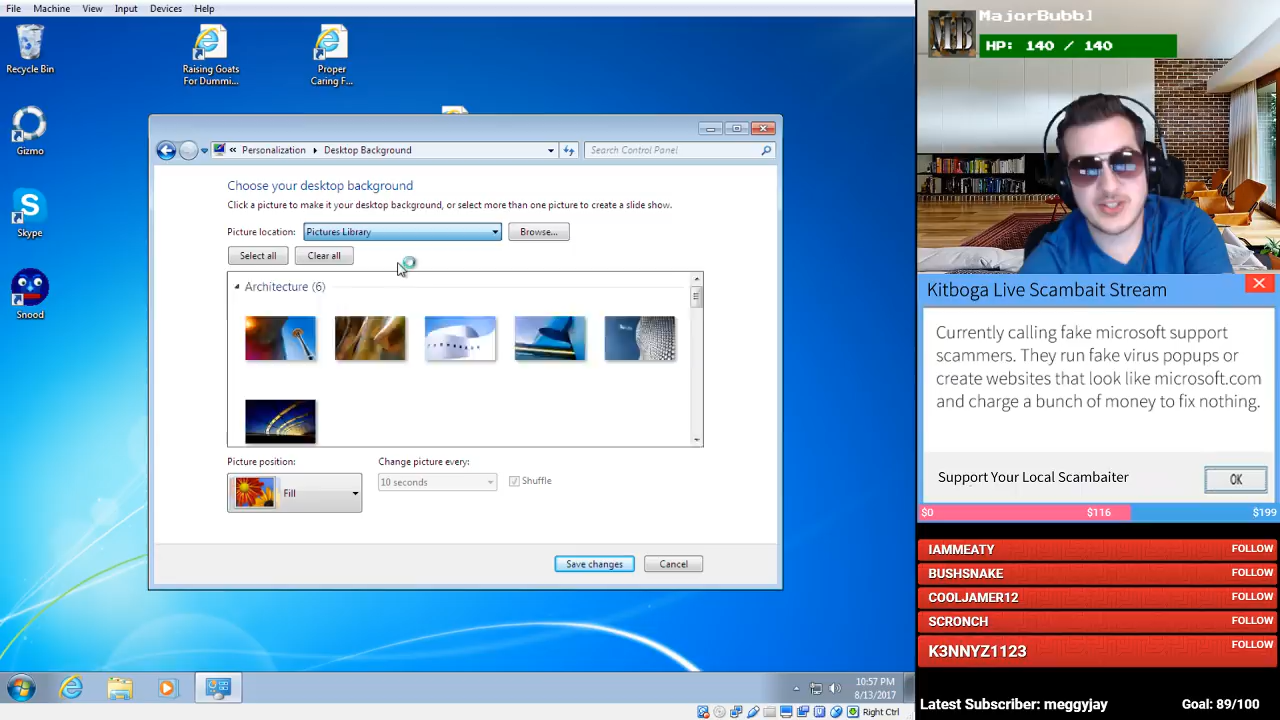 File Machine View Input Devices Help
Recycle Bin
Raising Goats
For Dummi...
Proper
Caring F...
Gizmo
Skype
Snood
« Personalization Desktop Background
Search Control Panel
Choose your desktop background
Click a picture to make it your desktop background, or select more than one picture to create a slide show.
Picture location: Pictures Library Browse...
Select all Clear all
Architecture (6)
Picture position:
Fill
Change picture every:
10 seconds Shuffle
Save changes Cancel
10:57 PM
8/13/2017
Right Ctrl
MajorBubbl
MB
HP: 140 / 140
Kitboga Live Scambait Stream
Currently calling fake microsoft support
scammers. They run fake virus popups or
create websites that look like microsoft.com
and charge a bunch of money to fix nothing.
Support Your Local Scambaiter OK
$0 $116 $199
IAMMEATY FOLLOW
BUSHSNAKE FOLLOW
COOLJAMER12 FOLLOW
SCRONCH FOLLOW
K3NNYZ1123 FOLLOW
Latest Subscriber: meggyjay Goal: 89/100